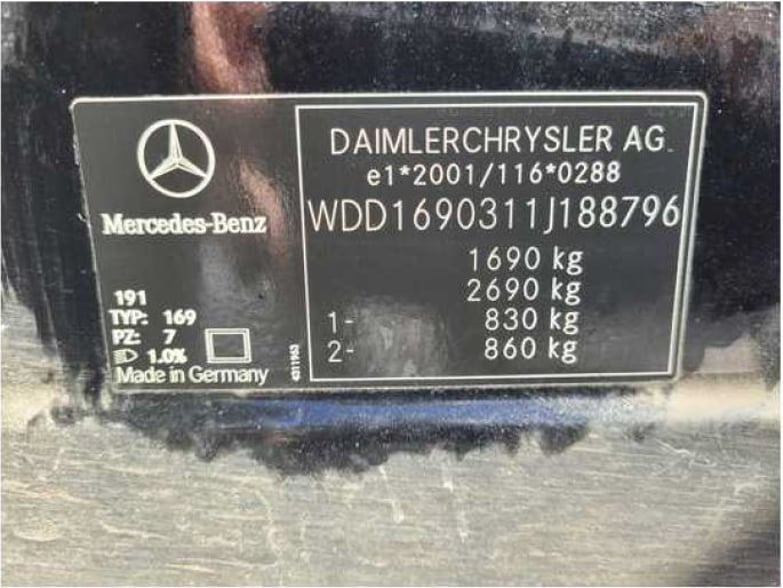 Mercedes-Benz
191
TYP: 169
PZ: 7
1.0%
Made in Germany
4311963
DAIMLERCHRYSLER AG.
e1*2001/116*0288
WDD1690311J188796
1690 kg
2690 kg
1- 830 kg
2- 860 kg